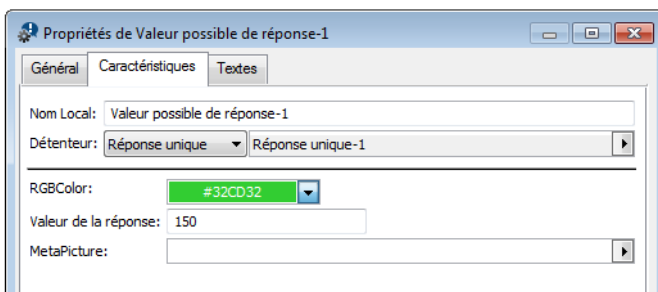 Propriétés de Valeur possible de réponse-1
Général Caractéristiques Textes
Nom Local: Valeur possible de réponse-1
Détenteur: Réponse unique Réponse unique-1
RGBColor: #32CD32
Valeur de la réponse: 150
MetaPicture: